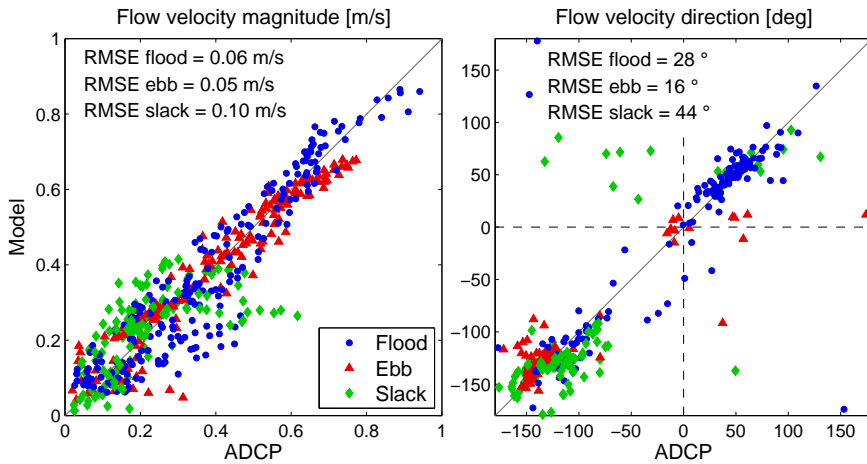 Flow velocity magnitude [m/s]
RMSE flood = 0.06 m/s
RMSE ebb = 0.05 m/s
RMSE slack = 0.10 m/s
Model
1
0.8
0.6
0.4
0.2
0
0 0.2 0.4 0.6 0.8 1
ADCP
Flood
Ebb
Slack
Flow velocity direction [deg]
RMSE flood = 28 °
RMSE ebb = 16 °
RMSE slack = 44 °
150
100
50
0
−50
−100
−150
−150 −100 −50 0 50 100 150
ADCP